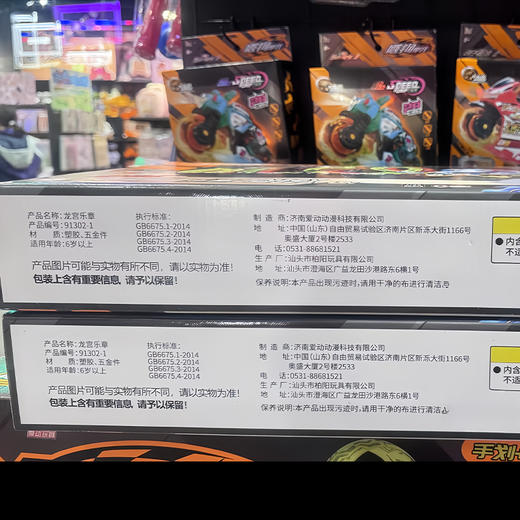 SPEED
SPEED
产品名称：龙宫乐章
产品编号：91302-1
材　　质：塑胶、五金件
适用年龄：6岁以上
执行标准：
GB6675.1-2014
GB6675.2-2014
GB6675.3-2014
GB6675.4-2014
产品图片可能与实物有所不同，请以实物为准！
包装上含有重要信息，请予以保留！
制 造 商：济南爱动动漫科技有限公司
地　　址：中国（山东）自由贸易试验区济南片区新泺大街1166号
奥盛大厦2号楼2533
电　　话：0531-88681521
生 产 厂：汕头市柏阳玩具有限公司
地　　址：汕头市澄海区广益龙田沙港路东6横1号
保养说明：本产品出现污迹时，请用干净的布进行清洁。
内含
不适
产品名称：龙宫乐章
产品编号：91302-1
材　　质：塑胶、五金件
适用年龄：6岁以上
执行标准：
GB6675.1-2014
GB6675.2-2014
GB6675.3-2014
GB6675.4-2014
产品图片可能与实物有所不同，请以实物为准！
包装上含有重要信息，请予以保留！
制 造 商：济南爱动动漫科技有限公司
地　　址：中国（山东）自由贸易试验区济南片区新泺大街1166号
奥盛大厦2号楼2533
电　　话：0531-88681521
生 产 厂：汕头市柏阳玩具有限公司
地　　址：汕头市澄海区广益龙田沙港路东6横1号
保养说明：本产品出现污迹时，请用干净的布进行清洁。
内含
不适
爱动玩具
手划